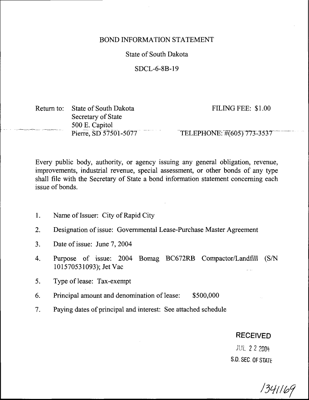 BOND INFORMATION STATEMENT
State of South Dakota
SDCL-6-8B-19
Return to: State of South Dakota FILING FEE: $1.00
Secretary of State
500 E. Capitol
Pierre, SD 57501-5077 TELEPHONE: #(605) 773-3537
Every public body, authority, or agency issuing any general obligation, revenue,
improvements, industrial revenue, special assessment, or other bonds of any type
shall file with the Secretary of State a bond information statement concerning each
issue of bonds.
1. Name of Issuer: City of Rapid City
2. Designation of issue: Governmental Lease-Purchase Master Agreement
3. Date of issue: June 7, 2004
4. Purpose of issue: 2004 Bomag BC672RB Compactor/Landfill (S/N
101570531093); Jet Vac
5. Type of lease: Tax-exempt
6. Principal amount and denomination of lease: $500,000
7. Paying dates of principal and interest: See attached schedule
RECEIVED
JUL 22 2004
S.D. SEC OF STATE
1341169